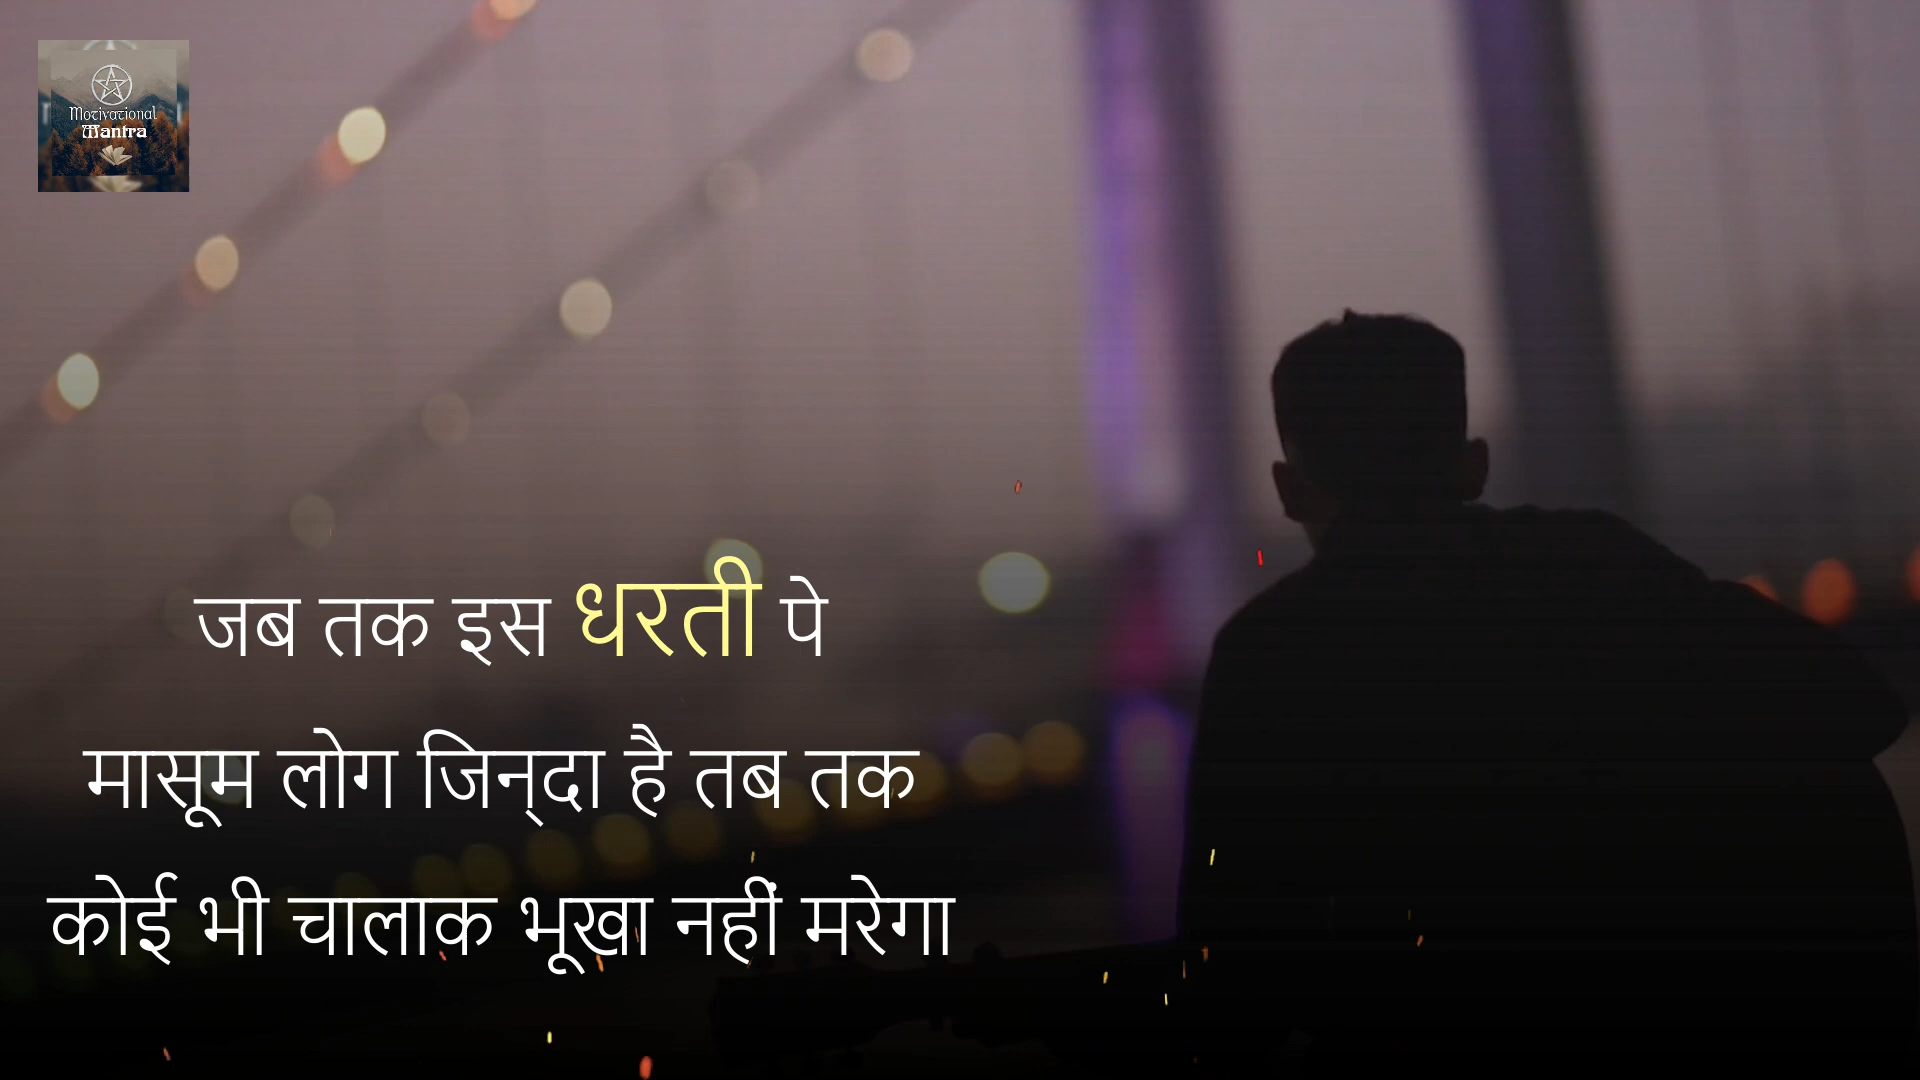 Motivational
Mantra
जब तक इस धरती पे
मासूम लोग जिन्‌दा है तब तक
कोई भी चालाक भूखा नहीं मरेगा